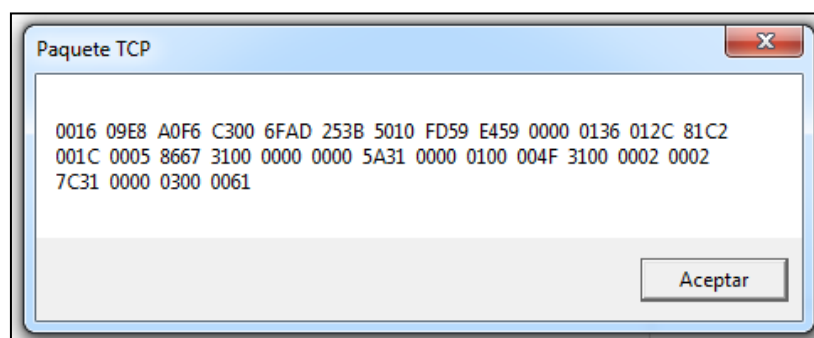 Paquete TCP
0016 09E8 A0F6 C300 6FAD 253B 5010 FD59 E459 0000 0136 012C 81C2
001C 0005 8667 3100 0000 0000 5A31 0000 0100 004F 3100 0002 0002
7C31 0000 0300 0061
Aceptar